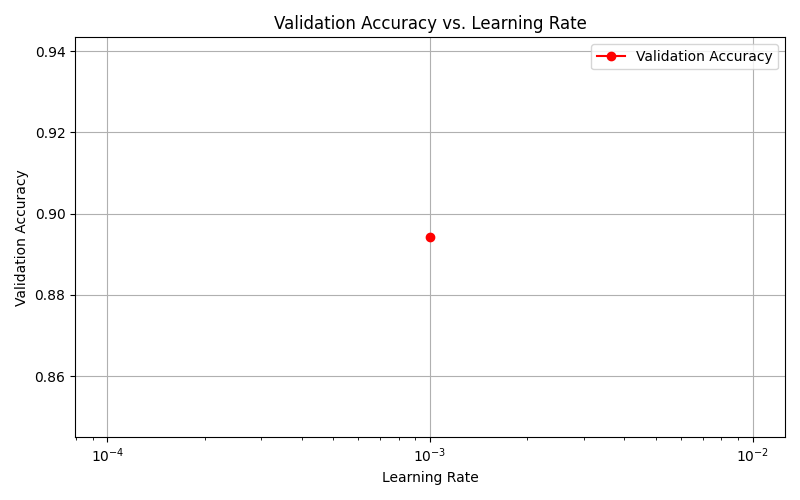 Validation Accuracy vs. Learning Rate
Validation Accuracy
0.94
0.92
0.90
0.88
0.86
Validation Accuracy
10⁻⁴
10⁻³
10⁻²
Learning Rate